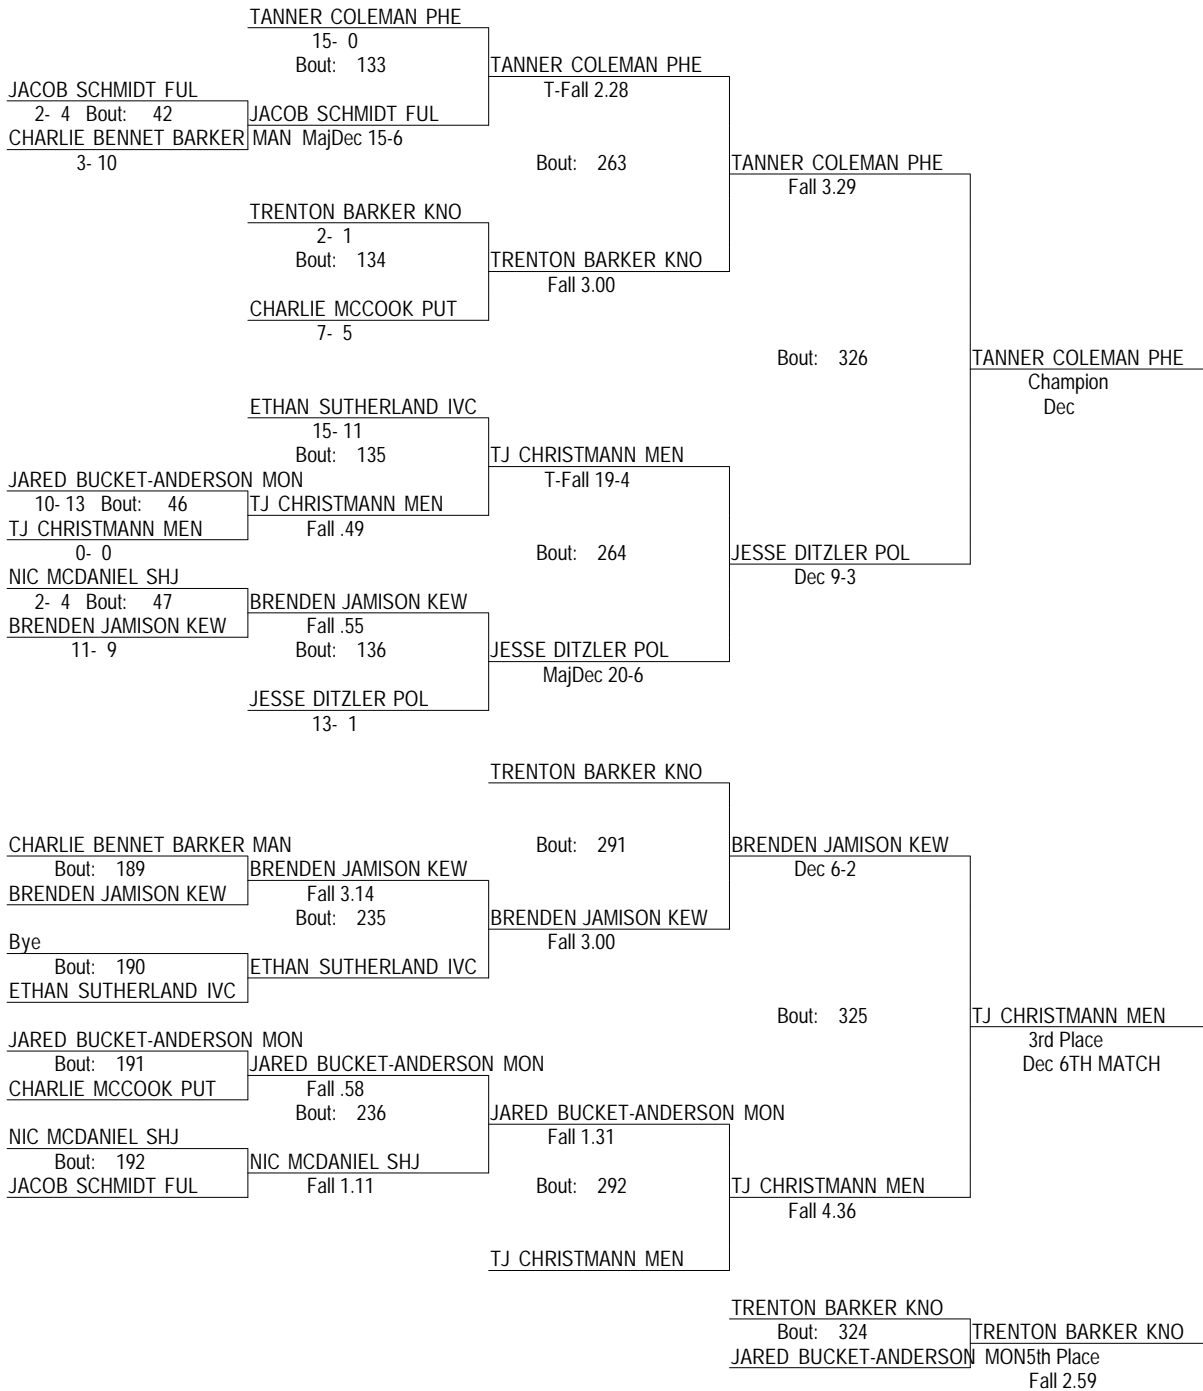 TANNER COLEMAN PHE
15- 0
Bout: 133
TANNER COLEMAN PHE
T-Fall 2.28
JACOB SCHMIDT FUL
2- 4 Bout: 42
JACOB SCHMIDT FUL
CHARLIE BENNET BARKER MAN MajDec 15-6
3- 10
Bout: 263
TANNER COLEMAN PHE
Fall 3.29
TRENTON BARKER KNO
2- 1
Bout: 134
TRENTON BARKER KNO
Fall 3.00
CHARLIE MCCOOK PUT
7- 5
Bout: 326
TANNER COLEMAN PHE
Champion
Dec
ETHAN SUTHERLAND IVC
15- 11
Bout: 135
TJ CHRISTMANN MEN
T-Fall 19-4
JARED BUCKET-ANDERSON MON
10- 13 Bout: 46
TJ CHRISTMANN MEN
TJ CHRISTMANN MEN
Fall .49
0- 0
Bout: 264
JESSE DITZLER POL
Dec 9-3
NIC MCDANIEL SHJ
2- 4 Bout: 47
BRENDEN JAMISON KEW
BRENDEN JAMISON KEW
Fall .55
11- 9
Bout: 136
JESSE DITZLER POL
MajDec 20-6
JESSE DITZLER POL
13- 1
TRENTON BARKER KNO
CHARLIE BENNET BARKER MAN
Bout: 291
BRENDEN JAMISON KEW
Dec 6-2
Bout: 189
BRENDEN JAMISON KEW
BRENDEN JAMISON KEW
Fall 3.14
Bout: 235
BRENDEN JAMISON KEW
Fall 3.00
Bye
Bout: 190
ETHAN SUTHERLAND IVC
ETHAN SUTHERLAND IVC
Bout: 325
TJ CHRISTMANN MEN
3rd Place
Dec 6TH MATCH
JARED BUCKET-ANDERSON MON
Bout: 191
JARED BUCKET-ANDERSON MON
CHARLIE MCCOOK PUT
Fall .58
Bout: 236
JARED BUCKET-ANDERSON MON
Fall 1.31
NIC MCDANIEL SHJ
Bout: 192
NIC MCDANIEL SHJ
JACOB SCHMIDT FUL
Fall 1.11
Bout: 292
TJ CHRISTMANN MEN
Fall 4.36
TJ CHRISTMANN MEN
TRENTON BARKER KNO
Bout: 324
TRENTON BARKER KNO
JARED BUCKET-ANDERSON MON5th Place
Fall 2.59